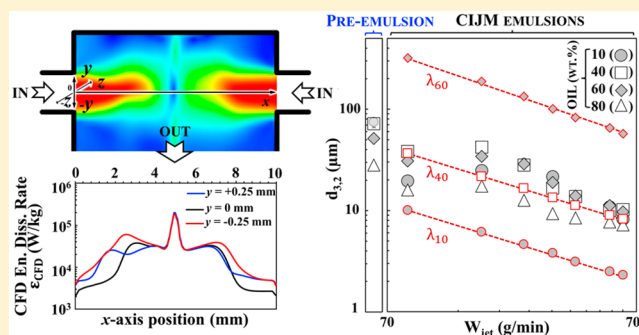 PRE-EMULSION CIJM EMULSIONS
IN
y
z
0
-z
-y
x
IN
OUT
0 2 4 6 8 10
10⁶
10⁵
10⁴
10³
CFD En. Diss. Rate
ε_CFD (W/kg)
y = +0.25 mm
y = 0 mm
y = -0.25 mm
x-axis position (mm)
d₃,₂ (μm)
100
10
1
λ₆₀
λ₄₀
λ₁₀
OIL (WT.%)
10 ( )
40 ( )
60 ( )
80 ( )
70 70
W_jet (g/min)